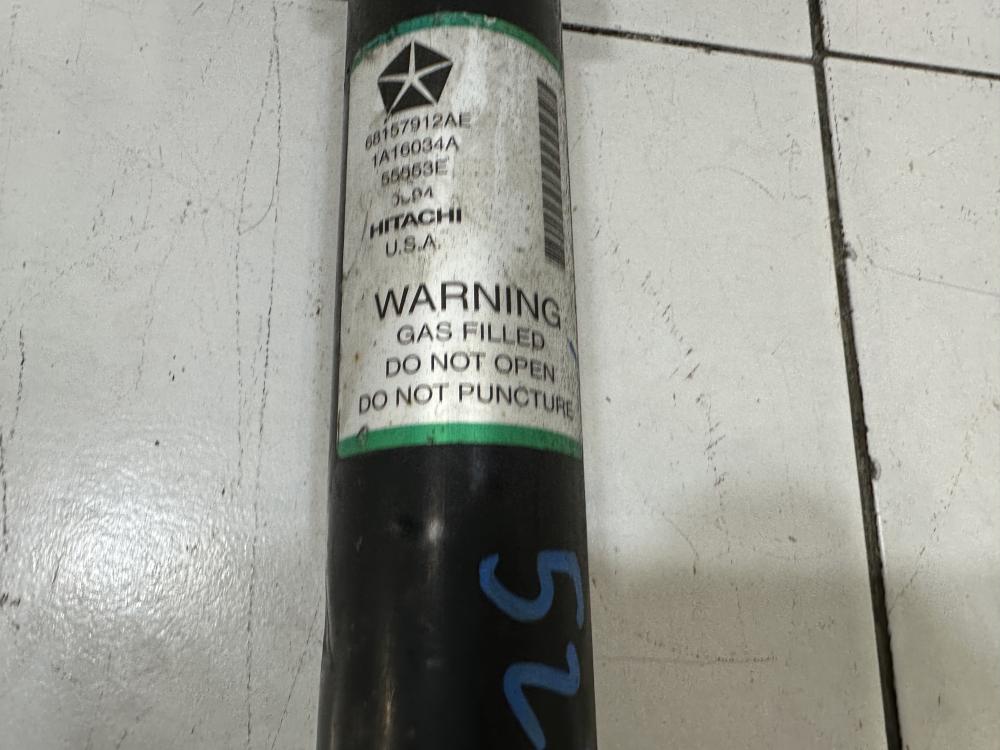 68157912AE
1A16034A
55053E
HITACHI
U.S.A.
WARNING
GAS FILLED
DO NOT OPEN
DO NOT PUNCTURE
52